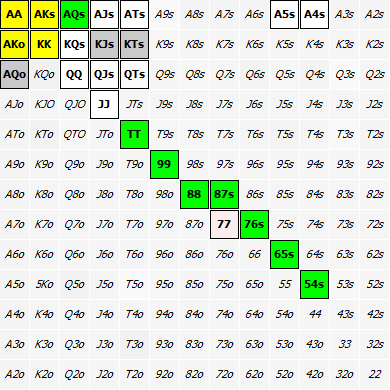 AA AKs AQs AJs ATs A9s A8s A7s A6s A5s A4s A3s A2s
AKo KK KQs KJs KTs K9s K8s K7s K6s K5s K4s K3s K2s
AQo KQo QQ QJs QTs Q9s Q8s Q7s Q6s Q5s Q4s Q3s Q2s
AJo KJO QJO JJ JTs J9s J8s J7s J6s J5s J4s J3s J2s
ATo KTo QTO JTo TT T9s T8s T7s T6s T5s T4s T3s T2s
A9o K9o Q9o J9o T9o 99 98s 97s 96s 95s 94s 93s 92s
A8o K8o Q8o J8o T8o 98o 88 87s 86s 85s 84s 83s 82s
A7o K7o Q7o J7o T7o 97o 87o 77 76s 75s 74s 73s 72s
A6o K6o Q6o J6o T6o 96o 86o 76o 66 65s 64s 63s 62s
A5o 5Ko Q5o J5o T5o 95o 85o 75o 65o 55 54s 53s 52s
A4o K4o Q4o J4o T4o 94o 84o 74o 64o 54o 44 43s 42s
A3o K3o Q3o J3o T3o 93o 83o 73o 63o 53o 43o 33 32s
A2o K2o Q2o J2o T2o 92o 82o 72o 62o 52o 42o 32o 22